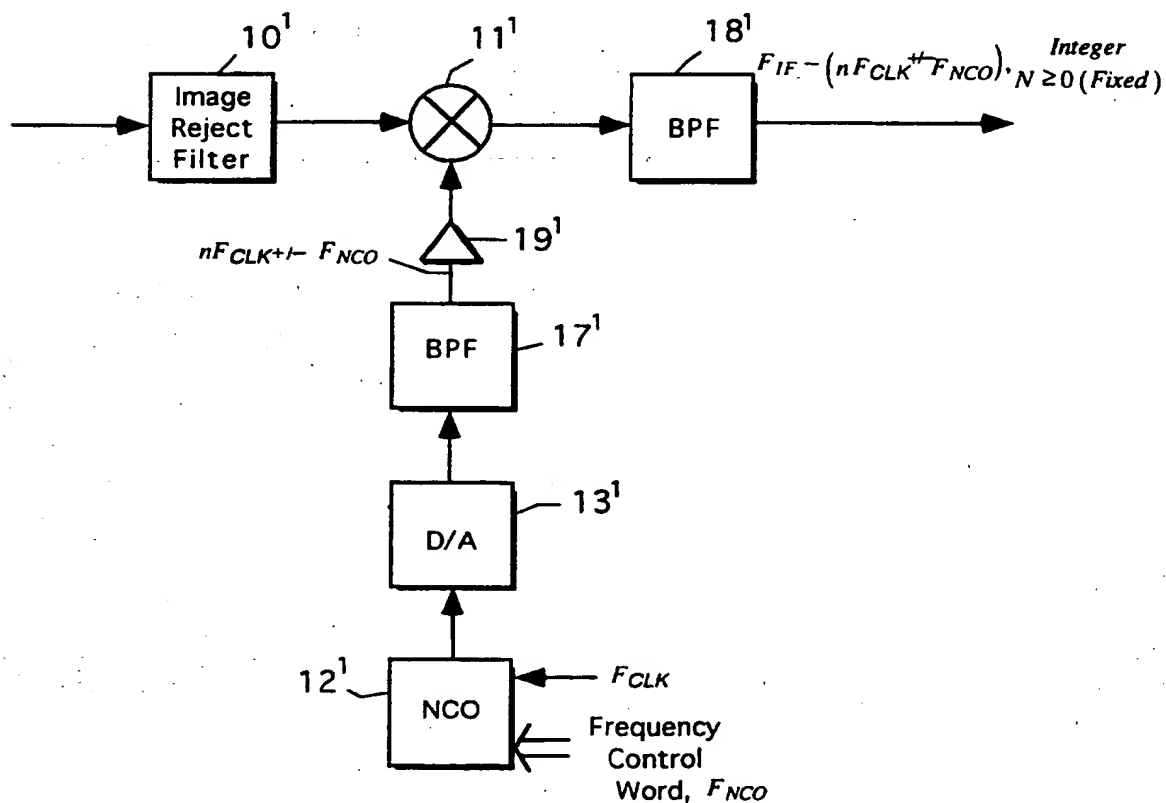 10¹
Image
Reject
Filter
11¹
18¹
BPF
F_IF. - (nF_CLK +/- F_NCO), Integer
N ≥ 0 (Fixed)
19¹
nF_CLK +/- F_NCO
BPF
17¹
D/A
13¹
12¹
NCO
F_CLK
Frequency
Control
Word, F_NCO